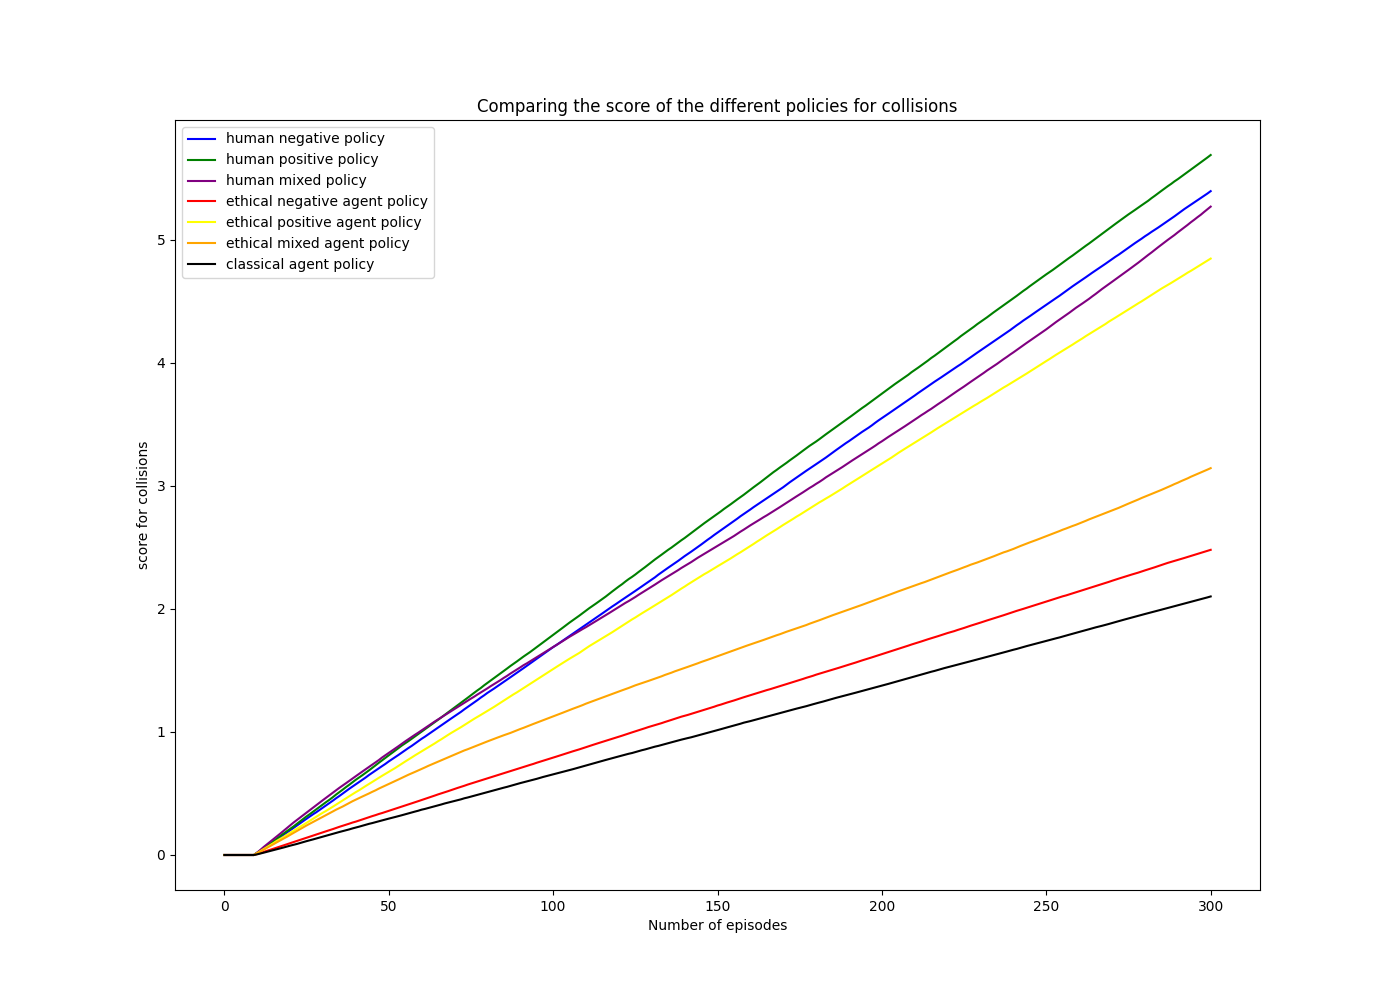 Comparing the score of the different policies for collisions
human negative policy
human positive policy
human mixed policy
ethical negative agent policy
ethical positive agent policy
ethical mixed agent policy
classical agent policy
score for collisions
5
4
3
2
1
0
0 50 100 150 200 250 300
Number of episodes